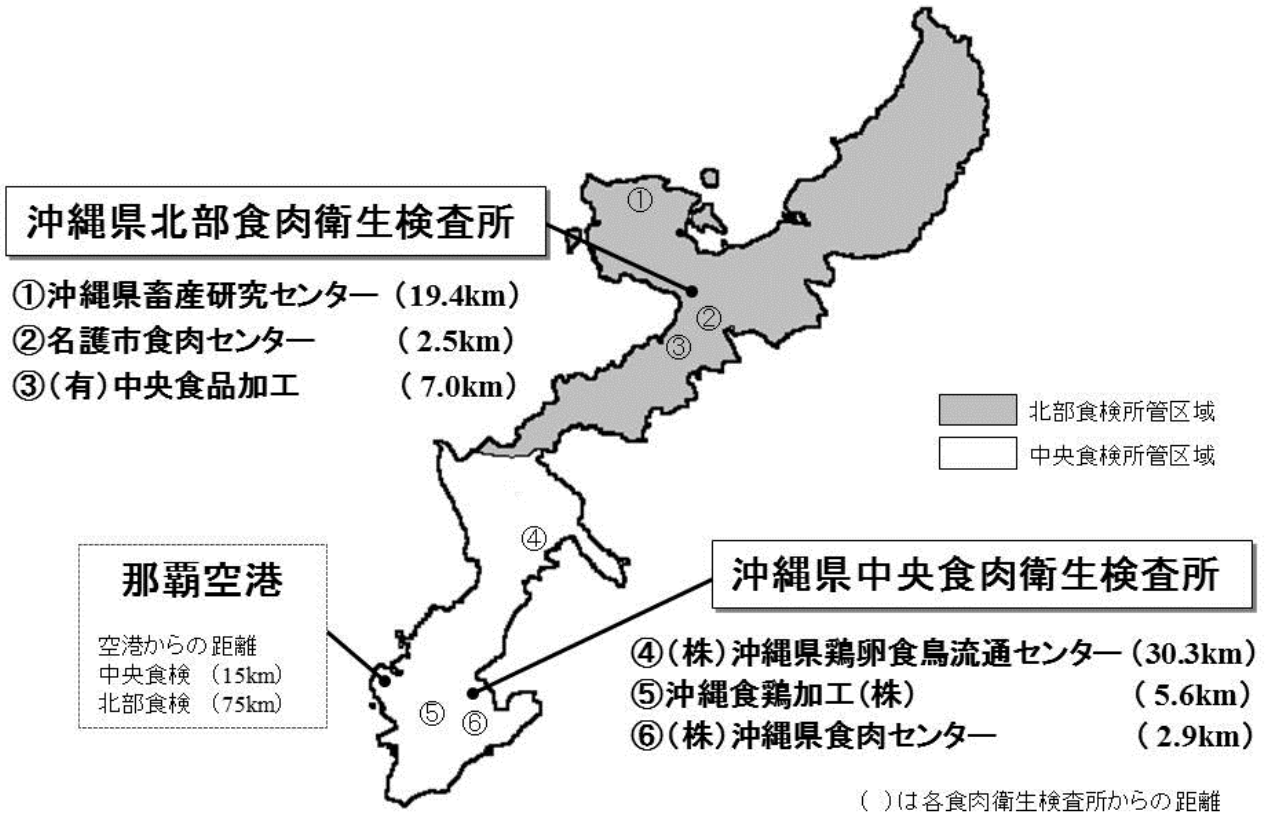 沖縄県北部食肉衛生検査所
①沖縄県畜産研究センター (19.4km)
②名護市食肉センター ( 2.5km)
③(有)中央食品加工 ( 7.0km)
①
②
③
北部食検所管区域
中央食検所管区域
④
那覇空港
空港からの距離
中央食検 (15km)
北部食検 (75km)
沖縄県中央食肉衛生検査所
④(株)沖縄県鶏卵食鳥流通センター (30.3km)
⑤沖縄食鶏加工(株) ( 5.6km)
⑥(株)沖縄県食肉センター ( 2.9km)
⑤
⑥
( )は各食肉衛生検査所からの距離